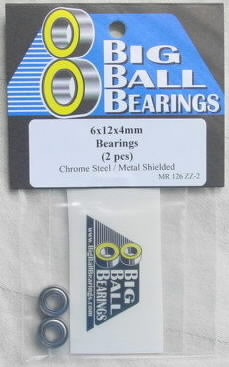 BIG
BALL
BEARINGS
6x12x4mm
Bearings
(2 pcs)
Chrome Steel / Metal Shielded
MR 126 ZZ-2
www.BigBallBearings.com
BIG
BALL
BEARINGS